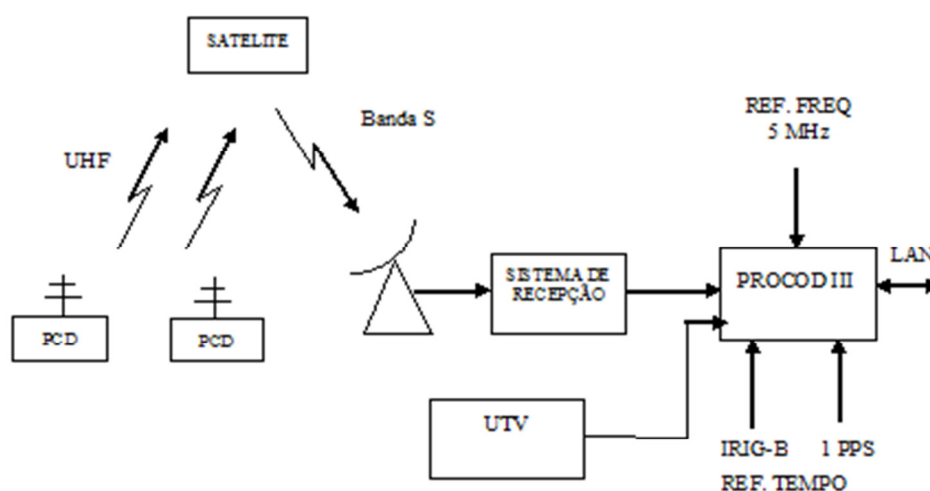 SATELITE
Banda S
REF. FREQ
5 MHz
UHF
LAN
SISTEMA DE
RECEPÇÃO
PROCOD III
PCD
PCD
UTV
IRIG-B 1 PPS
REF. TEMPO